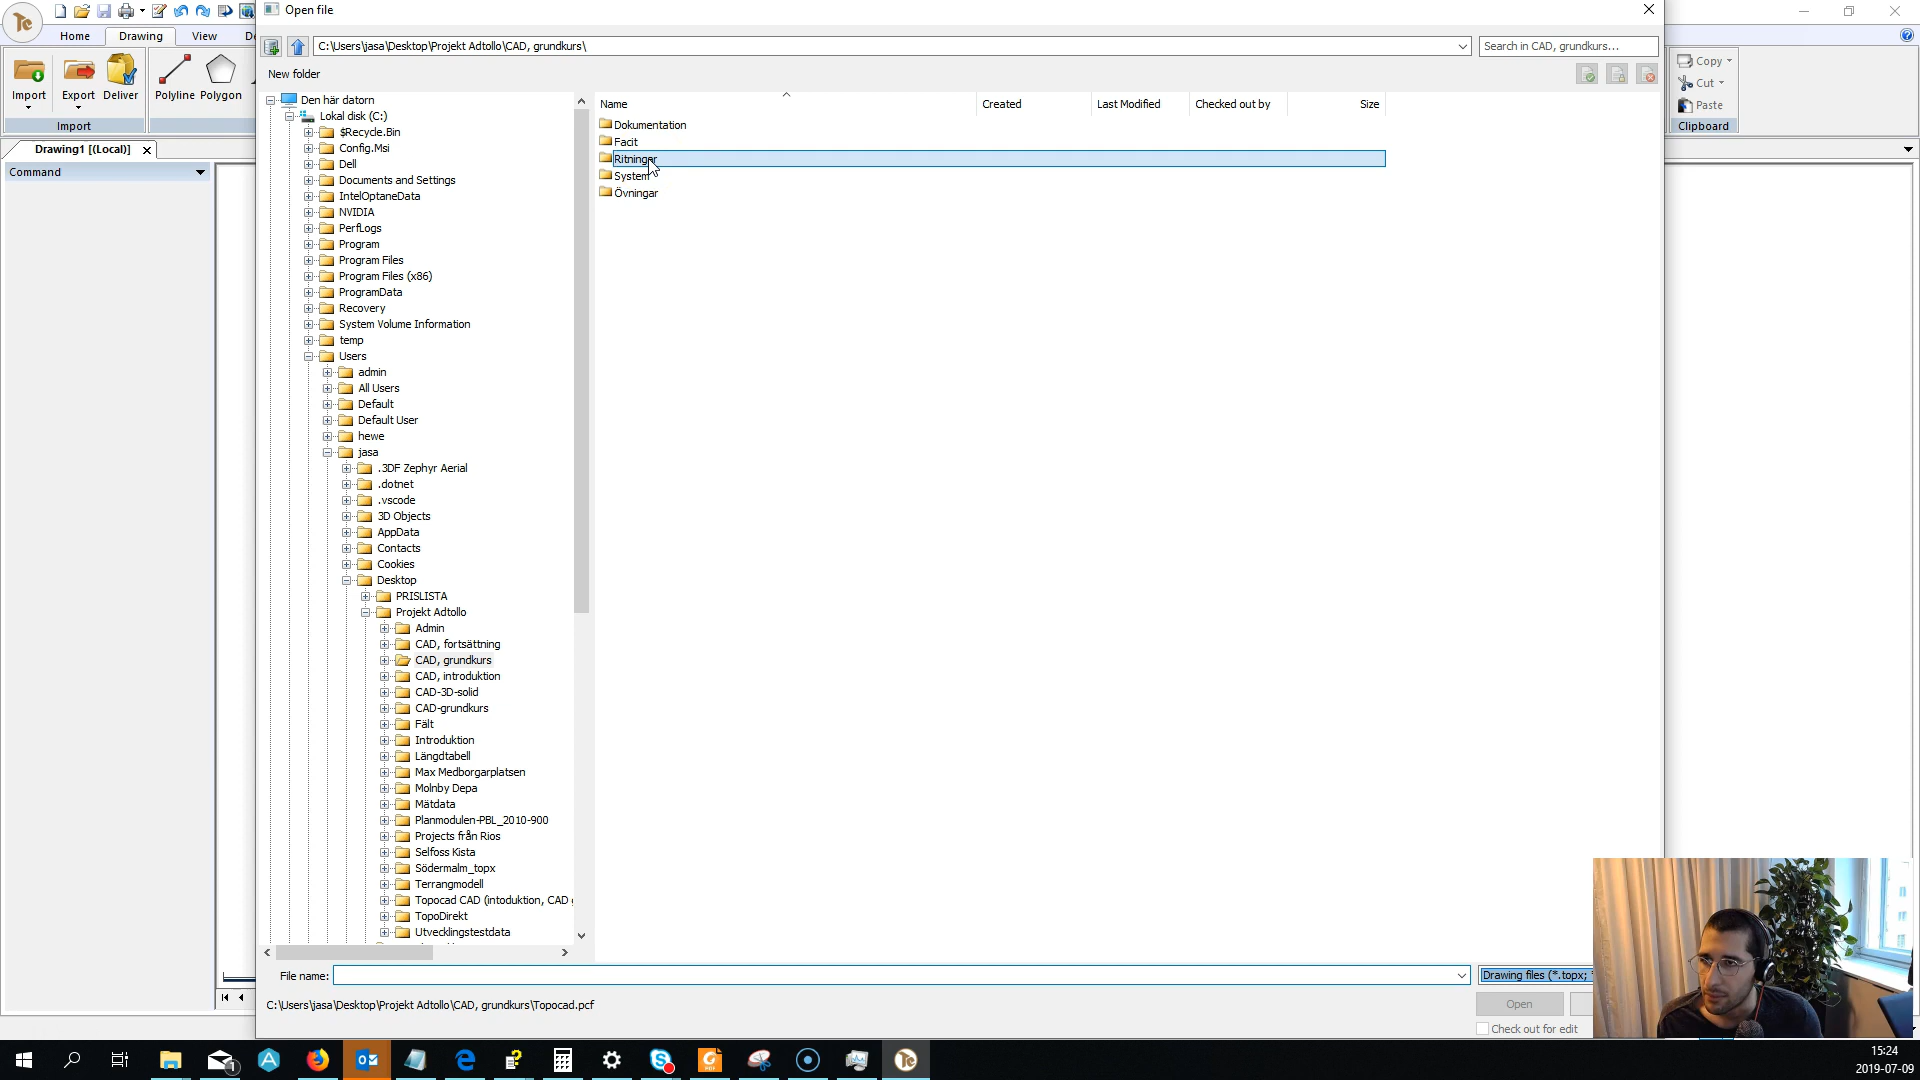 Open file
Home
Drawing
View
De
C:\Users\jasa\Desktop\Projekt Adtollo\CAD, grundkurs\
Search in CAD, grundkurs...
New folder
Import
Export
Deliver
Polyline
Polygon
Import
Copy
Cut
Paste
Clipboard
Drawing1 [(Local)]
Command
Den här datorn
Lokal disk (C:)
$Recycle.Bin
Config.Msi
Dell
Documents and Settings
IntelOptaneData
NVIDIA
PerfLogs
Program
Program Files
Program Files (x86)
ProgramData
Recovery
System Volume Information
temp
Users
admin
All Users
Default
Default User
hewe
jasa
.3DF Zephyr Aerial
.dotnet
.vscode
3D Objects
AppData
Contacts
Cookies
Desktop
PRISLISTA
Projekt Adtollo
Admin
CAD, fortsättning
CAD, grundkurs
CAD, introduktion
CAD-3D-solid
CAD-grundkurs
Fält
Introduktion
Längdtabell
Max Medborgarplatsen
Molnby Depa
Mätdata
Planmodulen-PBL_2010-900
Projects från Rios
Selfoss Kista
Södermalm_topx
Terrangmodell
Topocad CAD (intoduktion, CAD
TopoDirekt
Utvecklingstestdata
Name
Created
Last Modified
Checked out by
Size
Dokumentation
Facit
Ritningar
System
Övningar
File name:
Drawing files (*.topx;
C:\Users\jasa\Desktop\Projekt Adtollo\CAD, grundkurs\Topocad.pcf
Open
Check out for edit
15:24
2019-07-09